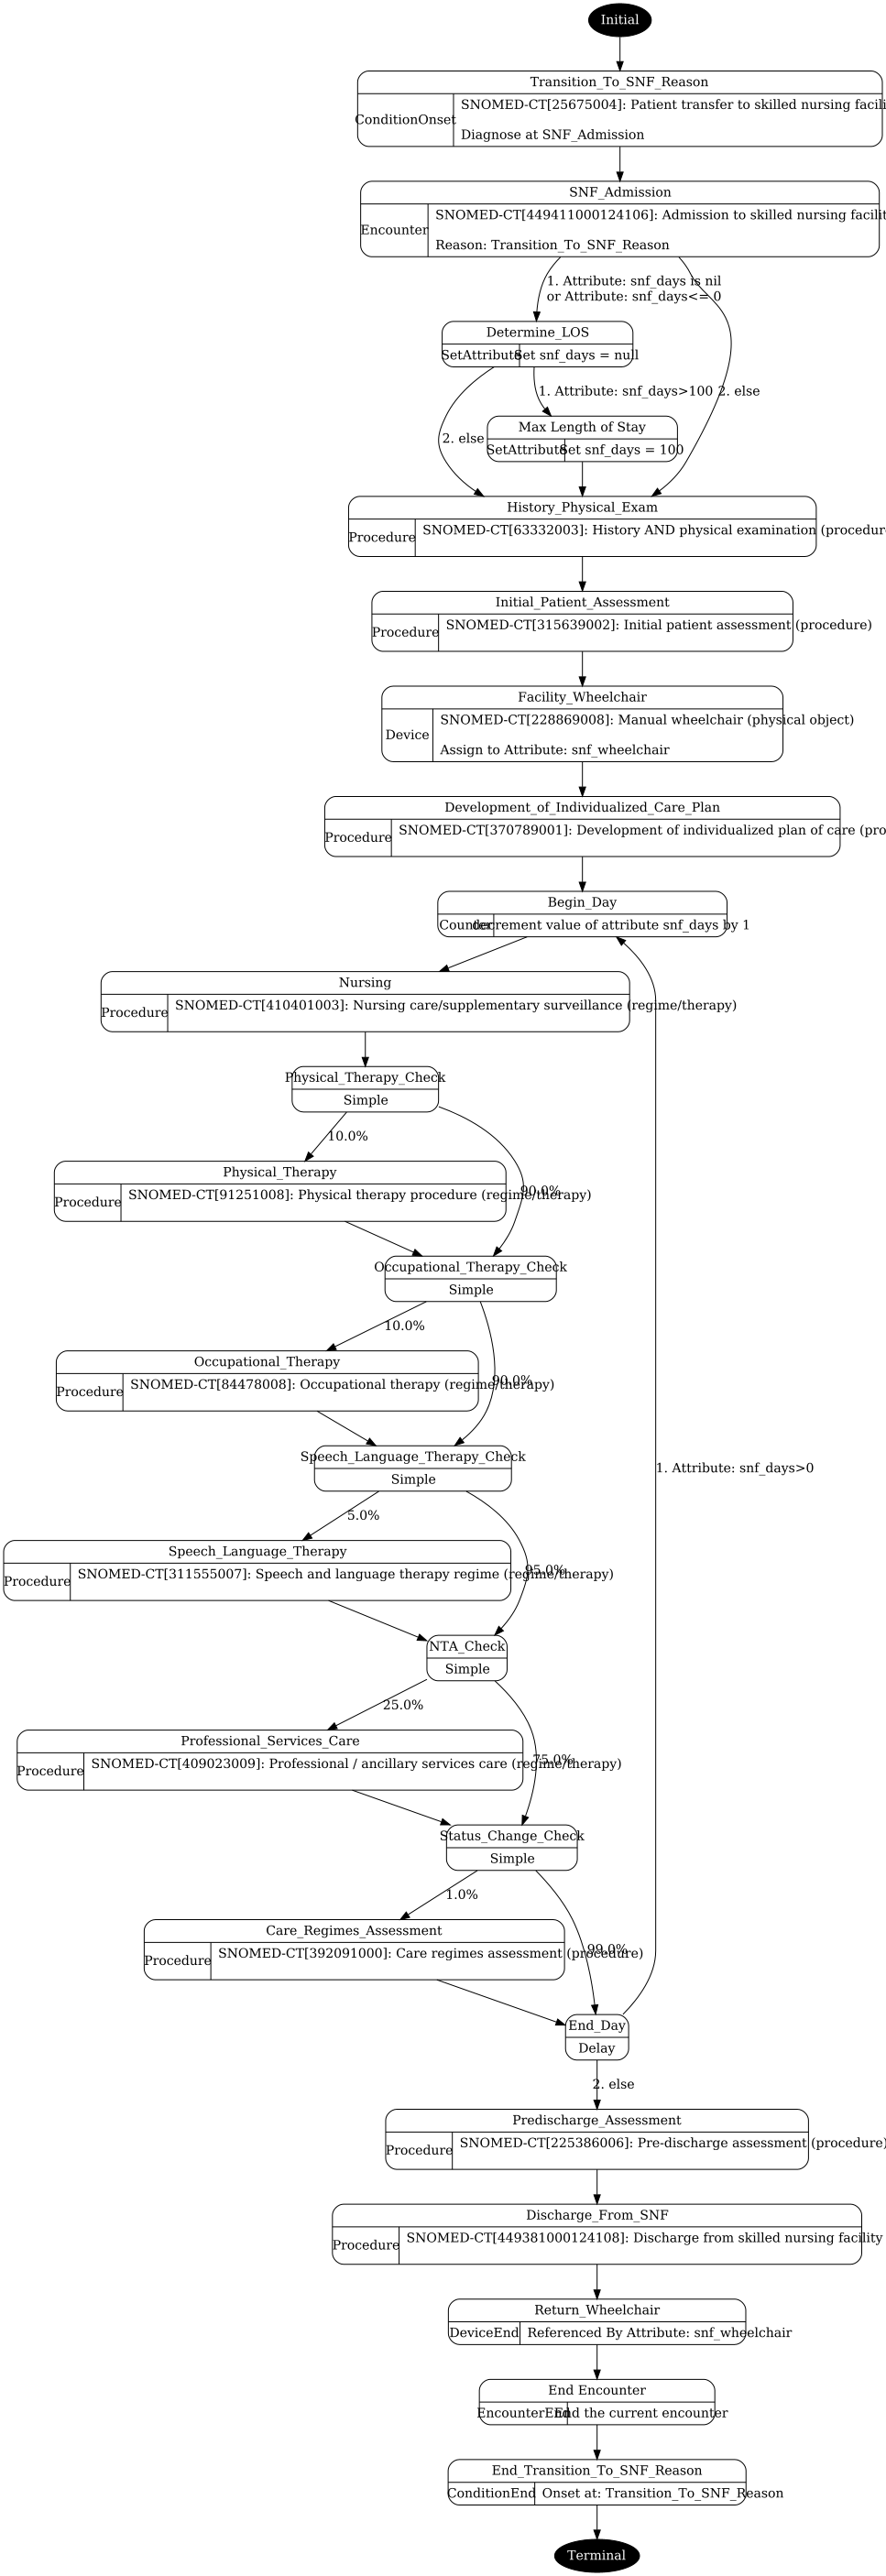 Initial
Transition_To_SNF_Reason
ConditionOnset
SNOMED-CT[25675004]: Patient transfer to skilled nursing facili
Diagnose at SNF_Admission
SNF_Admission
Encounter
SNOMED-CT[449411000124106]: Admission to skilled nursing facilit
Reason: Transition_To_SNF_Reason
1. Attribute: snf_days is nil
or Attribute: snf_days<= 0
Determine_LOS
SetAttribute
Set snf_days = null
1. Attribute: snf_days>100
2. else
Max Length of Stay
2. else
SetAttribute
Set snf_days = 100
History_Physical_Exam
Procedure
SNOMED-CT[63332003]: History AND physical examination (procedure
Initial_Patient_Assessment
Procedure
SNOMED-CT[315639002]: Initial patient assessment (procedure)
Facility_Wheelchair
Device
SNOMED-CT[228869008]: Manual wheelchair (physical object)
Assign to Attribute: snf_wheelchair
Development_of_Individualized_Care_Plan
Procedure
SNOMED-CT[370789001]: Development of individualized plan of care (pro
Begin_Day
Counter
decrement value of attribute snf_days by 1
Nursing
Procedure
SNOMED-CT[410401003]: Nursing care/supplementary surveillance (regime/therapy)
Physical_Therapy_Check
Simple
10.0%
Physical_Therapy
Procedure
SNOMED-CT[91251008]: Physical therapy procedure (regime/therapy)
90.0%
Occupational_Therapy_Check
Simple
10.0%
Occupational_Therapy
Procedure
SNOMED-CT[84478008]: Occupational therapy (regime/therapy)
90.0%
Speech_Language_Therapy_Check
Simple
1. Attribute: snf_days>0
5.0%
Speech_Language_Therapy
Procedure
SNOMED-CT[311555007]: Speech and language therapy regime (regime/therapy)
95.0%
NTA_Check
Simple
25.0%
Professional_Services_Care
Procedure
SNOMED-CT[409023009]: Professional / ancillary services care (regime/therapy)
75.0%
Status_Change_Check
Simple
1.0%
Care_Regimes_Assessment
Procedure
SNOMED-CT[392091000]: Care regimes assessment (procedure)
99.0%
End_Day
Delay
2. else
Predischarge_Assessment
Procedure
SNOMED-CT[225386006]: Pre-discharge assessment (procedure)
Discharge_From_SNF
Procedure
SNOMED-CT[449381000124108]: Discharge from skilled nursing facility
Return_Wheelchair
DeviceEnd
Referenced By Attribute: snf_wheelchair
End Encounter
EncounterEnd
End the current encounter
End_Transition_To_SNF_Reason
ConditionEnd
Onset at: Transition_To_SNF_Reason
Terminal